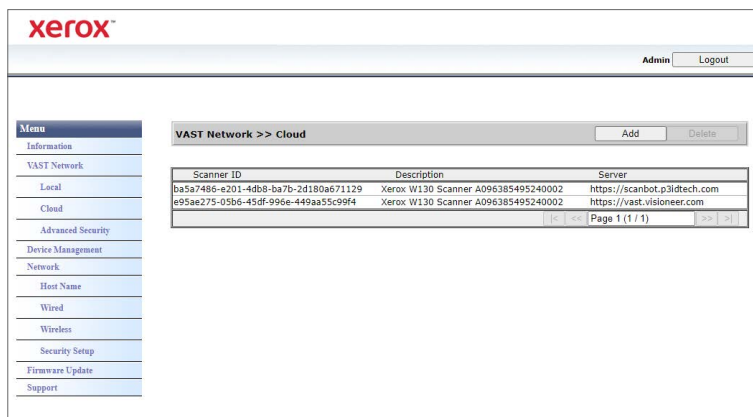 xerox™
Admin Logout
Menu
Information
VAST Network
Local
Cloud
Advanced Security
Device Management
Network
Host Name
Wired
Wireless
Security Setup
Firmware Update
Support
VAST Network >> Cloud Add Delete
Scanner ID Description Server
ba5a7486-e201-4db8-ba7b-2d180a671129 Xerox W130 Scanner A096385495240002 https://scanbot.p3idtech.com
e95ae275-05b6-45df-996e-449aa55c99f4 Xerox W130 Scanner A096385495240002 https://vast.visioneer.com
|< << Page 1 (1 / 1) >> >|